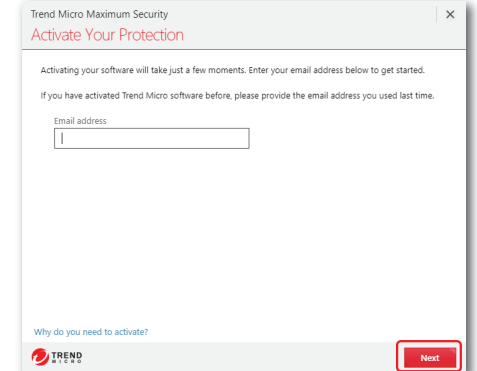 Trend Micro Maximum Security
Activate Your Protection
Activating your software will take just a few moments. Enter your email address below to get started.
If you have activated Trend Micro software before, please provide the email address you used last time.
Email address
Why do you need to activate?
TREND
MICRO
Next